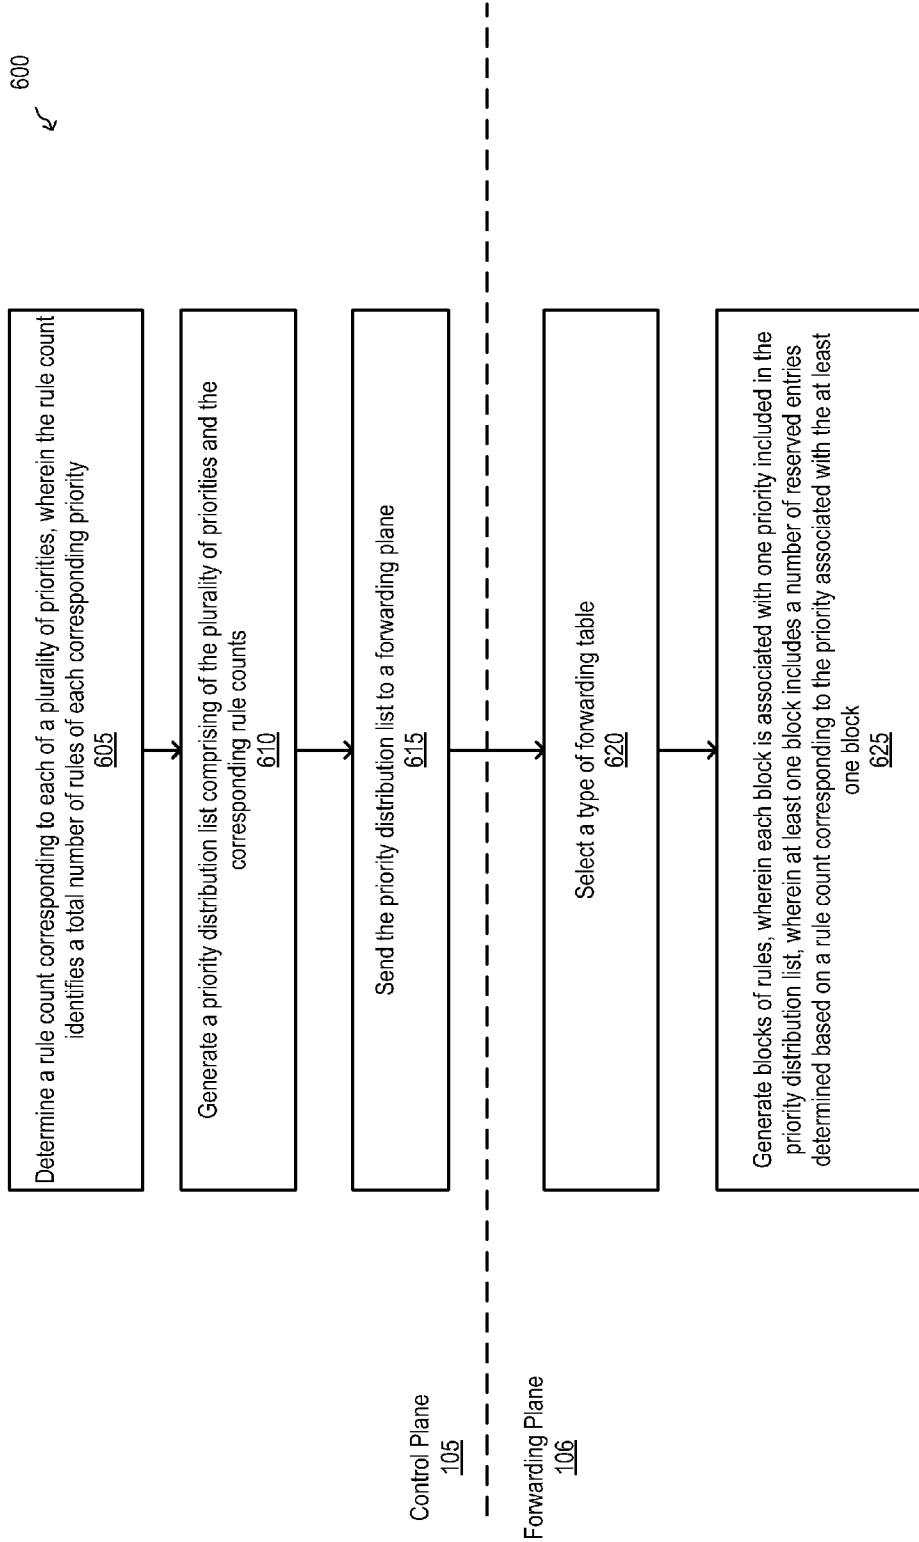 600
Determine a rule count corresponding to each of a plurality of priorities, wherein the rule count
identifies a total number of rules of each corresponding priority
605
Generate a priority distribution list comprising of the plurality of priorities and the
corresponding rule counts
610
Send the priority distribution list to a forwarding plane
615
Control Plane
105
Forwarding Plane
106
Select a type of forwarding table
620
Generate blocks of rules, wherein each block is associated with one priority included in the
priority distribution list, wherein at least one block includes a number of reserved entries
determined based on a rule count corresponding to the priority associated with the at least
one block
625